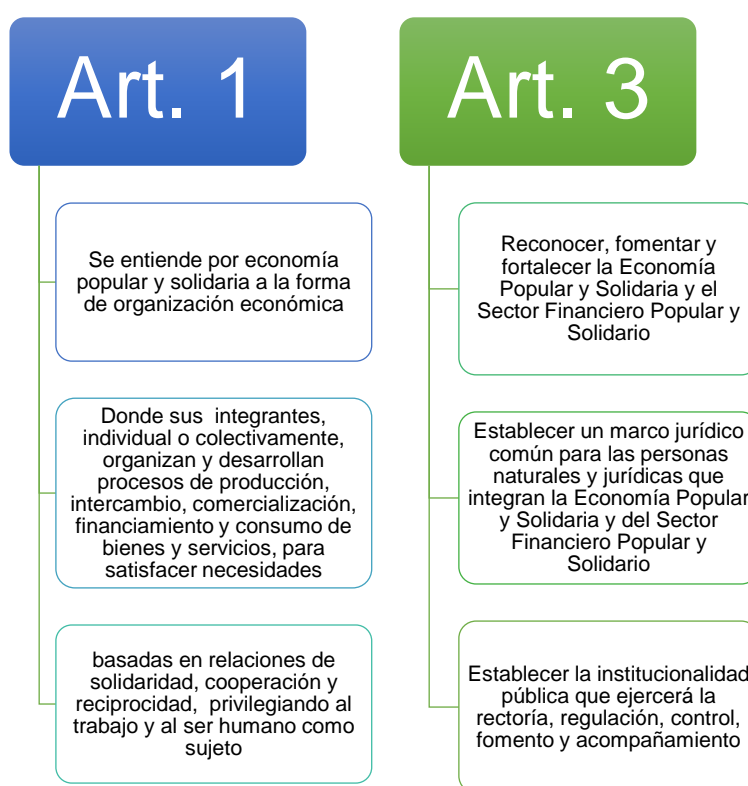 Art. 1
Se entiende por economía
popular y solidaria a la forma
de organización económica
Donde sus integrantes,
individual o colectivamente,
organizan y desarrollan
procesos de producción,
intercambio, comercialización,
financiamiento y consumo de
bienes y servicios, para
satisfacer necesidades
basadas en relaciones de
solidaridad, cooperación y
reciprocidad, privilegiando al
trabajo y al ser humano como
sujeto
Art. 3
Reconocer, fomentar y
fortalecer la Economía
Popular y Solidaria y el
Sector Financiero Popular y
Solidario
Establecer un marco jurídico
común para las personas
naturales y jurídicas que
integran la Economía Popular
y Solidaria y del Sector
Financiero Popular y
Solidario
Establecer la institucionalidad
pública que ejercerá la
rectoría, regulación, control,
fomento y acompañamiento